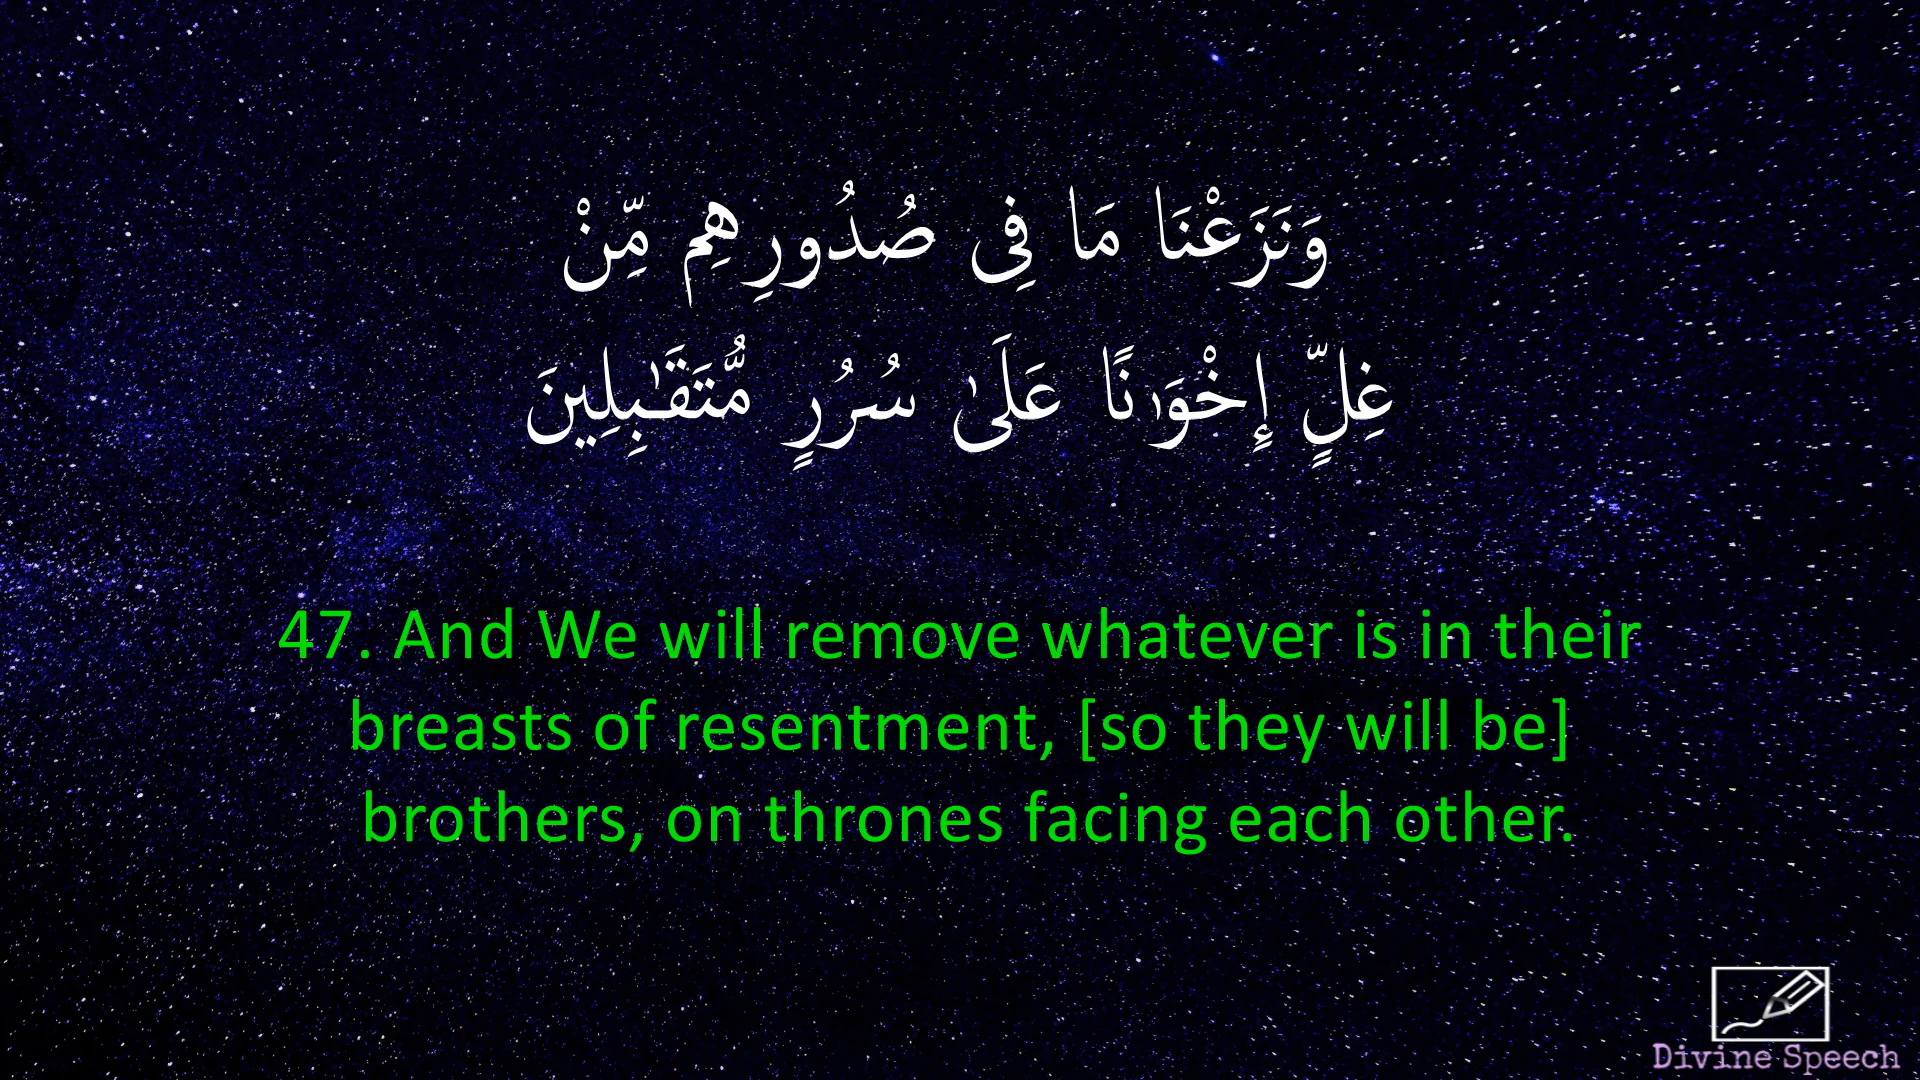 وَنَزَعْنَا مَا فِى صُدُورِهِم مِّنْ
غِلٍّ إِخْوَٰنًا عَلَىٰ سُرُرٍ مُّتَقَـٰبِلِينَ
47. And We will remove whatever is in their
breasts of resentment, [so they will be]
brothers, on thrones facing each other.
Divine Speech